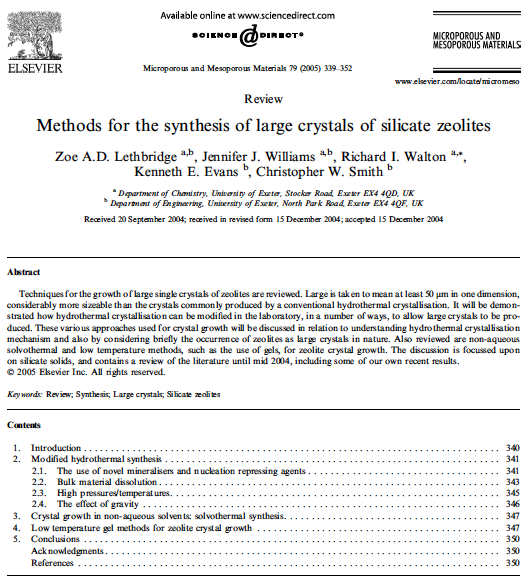 Available online at www.sciencedirect.com
SCIENCE DIRECT®
ELSEVIER
Microporous and Mesoporous Materials 79 (2005) 339–352
MICROPOROUS AND
MESOPOROUS MATERIALS
www.elsevier.com/locate/micromeso
Review
Methods for the synthesis of large crystals of silicate zeolites
Zoe A.D. Lethbridge a,b, Jennifer J. Williams a,b, Richard I. Walton a,*,
Kenneth E. Evans b, Christopher W. Smith b
a Department of Chemistry, University of Exeter, Stocker Road, Exeter EX4 4QD, UK
b Department of Engineering, University of Exeter, North Park Road, Exeter EX4 4QF, UK
Received 20 September 2004; received in revised form 15 December 2004; accepted 15 December 2004
Abstract
Techniques for the growth of large single crystals of zeolites are reviewed. Large is taken to mean at least 50 μm in one dimension,
considerably more sizeable than the crystals commonly produced by a conventional hydrothermal crystallisation. It will be demon-
strated how hydrothermal crystallisation can be modified in the laboratory, in a number of ways, to allow large crystals to be pro-
duced. These various approaches used for crystal growth will be discussed in relation to understanding hydrothermal crystallisation
mechanism and also by considering briefly the occurrence of zeolites as large crystals in nature. Also reviewed are non-aqueous
solvothermal and low temperature methods, such as the use of gels, for zeolite crystal growth. The discussion is focussed upon
on silicate solids, and contains a review of the literature until mid 2004, including some of our own recent results.
© 2005 Elsevier Inc. All rights reserved.
Keywords: Review; Synthesis; Large crystals; Silicate zeolites
Contents
1. Introduction . . . . . . . . . . . . . . . . . . . . 340
2. Modified hydrothermal synthesis . . . . . . . . . . . . . . . . . . . . 341
2.1. The use of novel mineralisers and nucleation repressing agents . . . . . . . . . . . . . . . . . . . . 341
2.2. Bulk material dissolution . . . . . . . . . . . . . . . . . . . . 343
2.3. High pressures/temperatures. . . . . . . . . . . . . . . . . . . . 345
2.4. The effect of gravity . . . . . . . . . . . . . . . . . . . . 346
3. Crystal growth in non-aqueous solvents: solvothermal synthesis. . . . . . . . . . . . . . . . . . . . 347
4. Low temperature gel methods for zeolite crystal growth . . . . . . . . . . . . . . . . . . . . 347
5. Conclusions . . . . . . . . . . . . . . . . . . . . 350
Acknowledgments. . . . . . . . . . . . . . . . . . . . 350
References . . . . . . . . . . . . . . . . . . . . 350